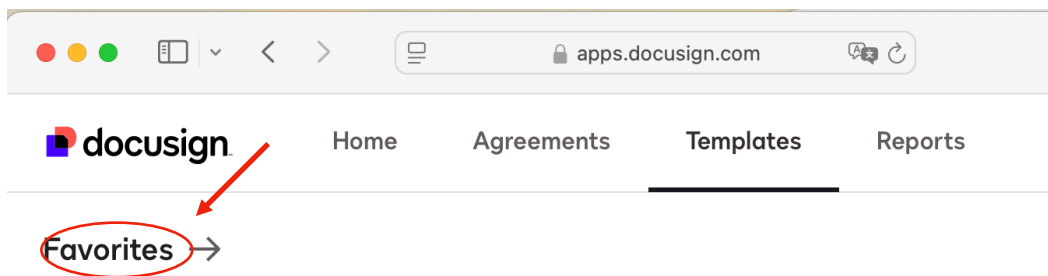 apps.docusign.com
docusign
Home Agreements Templates Reports
Favorites →